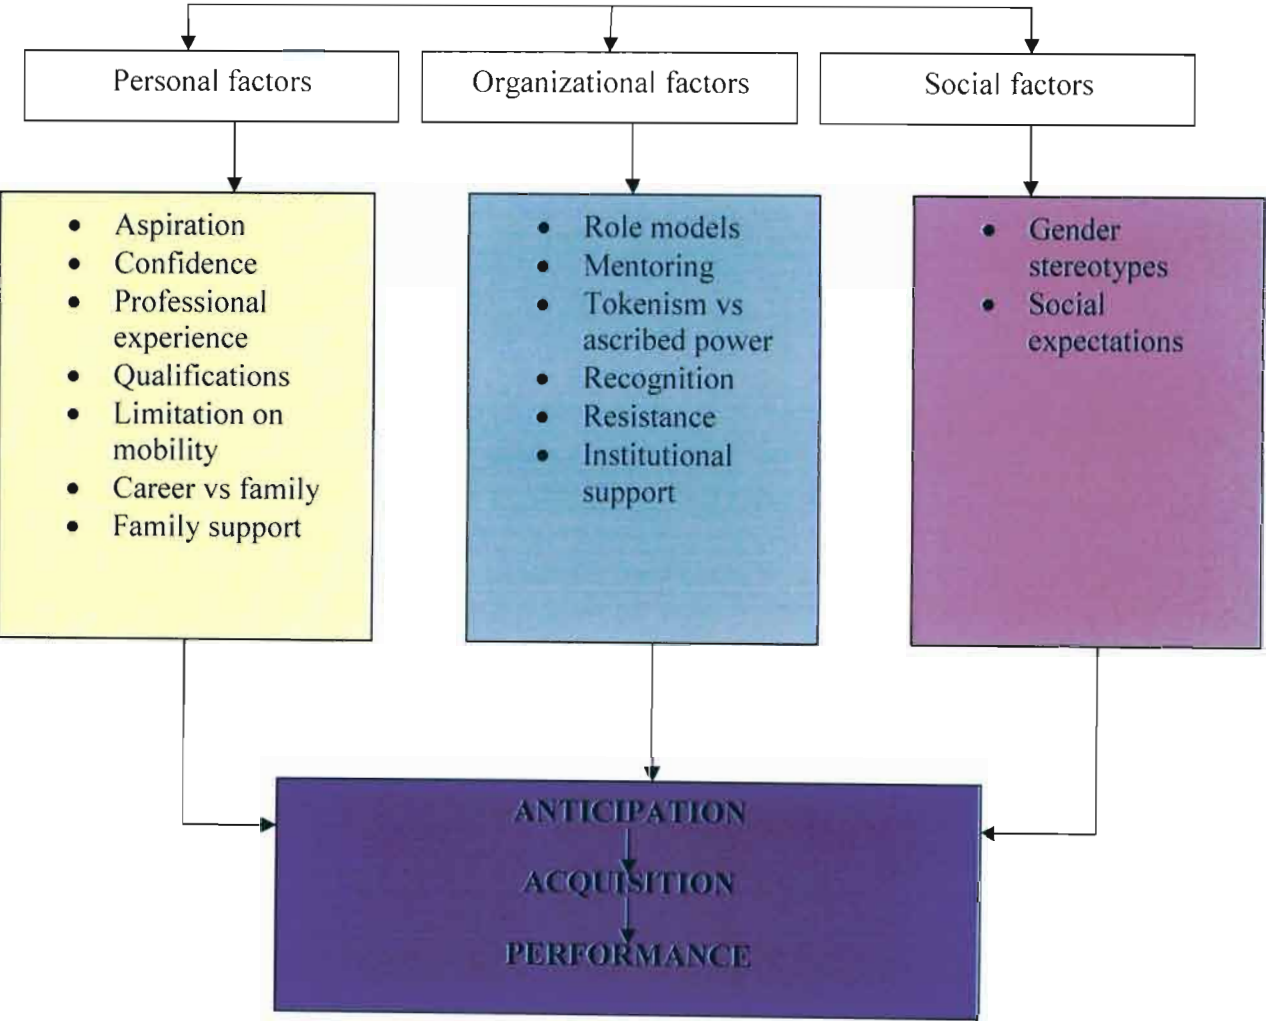 Personal factors
Organizational factors
Social factors
• Aspiration
• Confidence
• Professional
experience
• Qualifications
• Limitation on
mobility
• Career vs family
• Family support
• Role models
• Mentoring
• Tokenism vs
ascribed power
• Recognition
• Resistance
• Institutional
support
• Gender
stereotypes
• Social
expectations
ANTICIPATION
ACQUISITION
PERFORMANCE